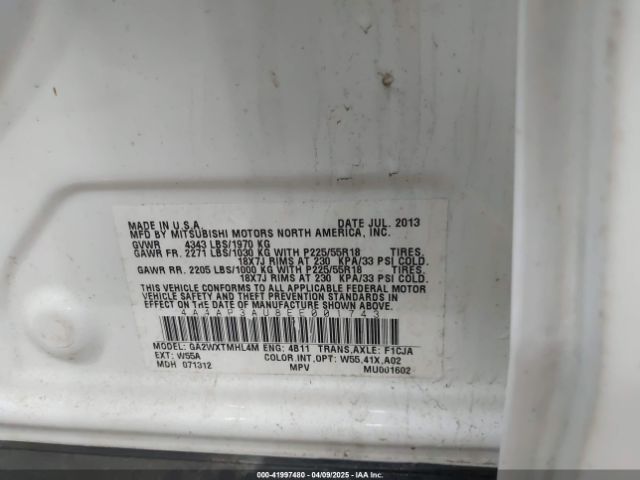 MADE IN U.S.A. DATE JUL. 2013
MFD BY MITSUBISHI MOTORS NORTH AMERICA, INC.
GVWR 4343 LBS/1970 KG
GAWR FR. 2271 LBS/1030 KG WITH P225/55R18 TIRES,
18X7J RIMS AT 230 KPA/33 PSI COLD.
GAWR RR. 2205 LBS/1000 KG WITH P225/55R18 TIRES,
18X7J RIMS AT 230 KPA/33 PSI COLD.
THIS VEHICLE CONFORMS TO ALL APPLICABLE FEDERAL MOTOR
VEHICLE SAFETY AND THEFT PREVENTION STANDARDS IN
EFFECT ON THE DATE OF MANUFACTURE SHOWN ABOVE.
MODEL: GA2WXTMHL4M ENG: 4B11 TRANS,AXLE: F1CJA
EXT: W55A COLOR INT,OPT: W55,41X,A02
MDH 071312 MPV MU001602
000-41997480 - 04/09/2025 - IAA Inc.